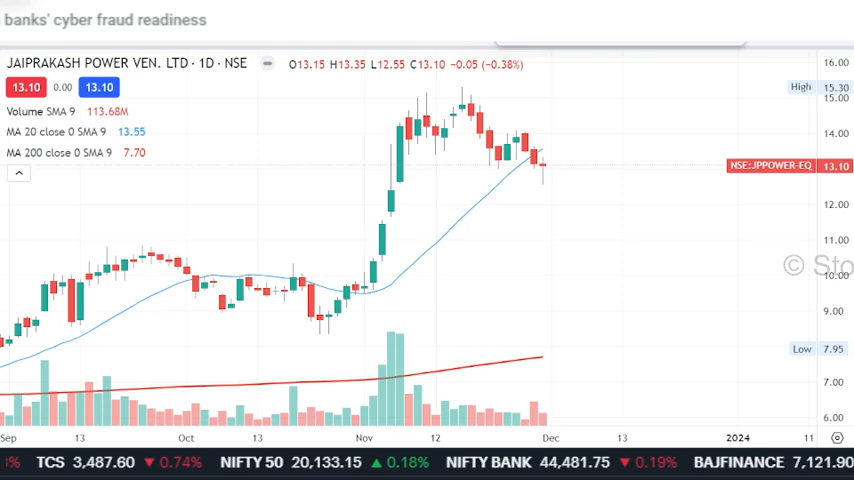 banks' cyber fraud readiness
JAIPRAKASH POWER VEN. LTD · 1D · NSE O13.15 H13.35 L12.55 C13.10 -0.05 (-0.38%)
13.10 0.00 13.10
Volume SMA 9 113.68M
MA 20 close 0 SMA 9 13.55
MA 200 close 0 SMA 9 7.70
16.00
High 15.30
15.00
14.00
NSE:JPPOWER-EQ 13.10
12.00
11.00
© Sto
10.00
9.00
Low 7.95
7.00
6.00
Sep 13 Oct 13 Nov 12 Dec 13 2024 11
% TCS 3,487.60 ▼ 0.74% NIFTY 50 20,133.15 ▲ 0.18% NIFTY BANK 44,481.75 ▼ 0.19% BAJFINANCE 7,121.90